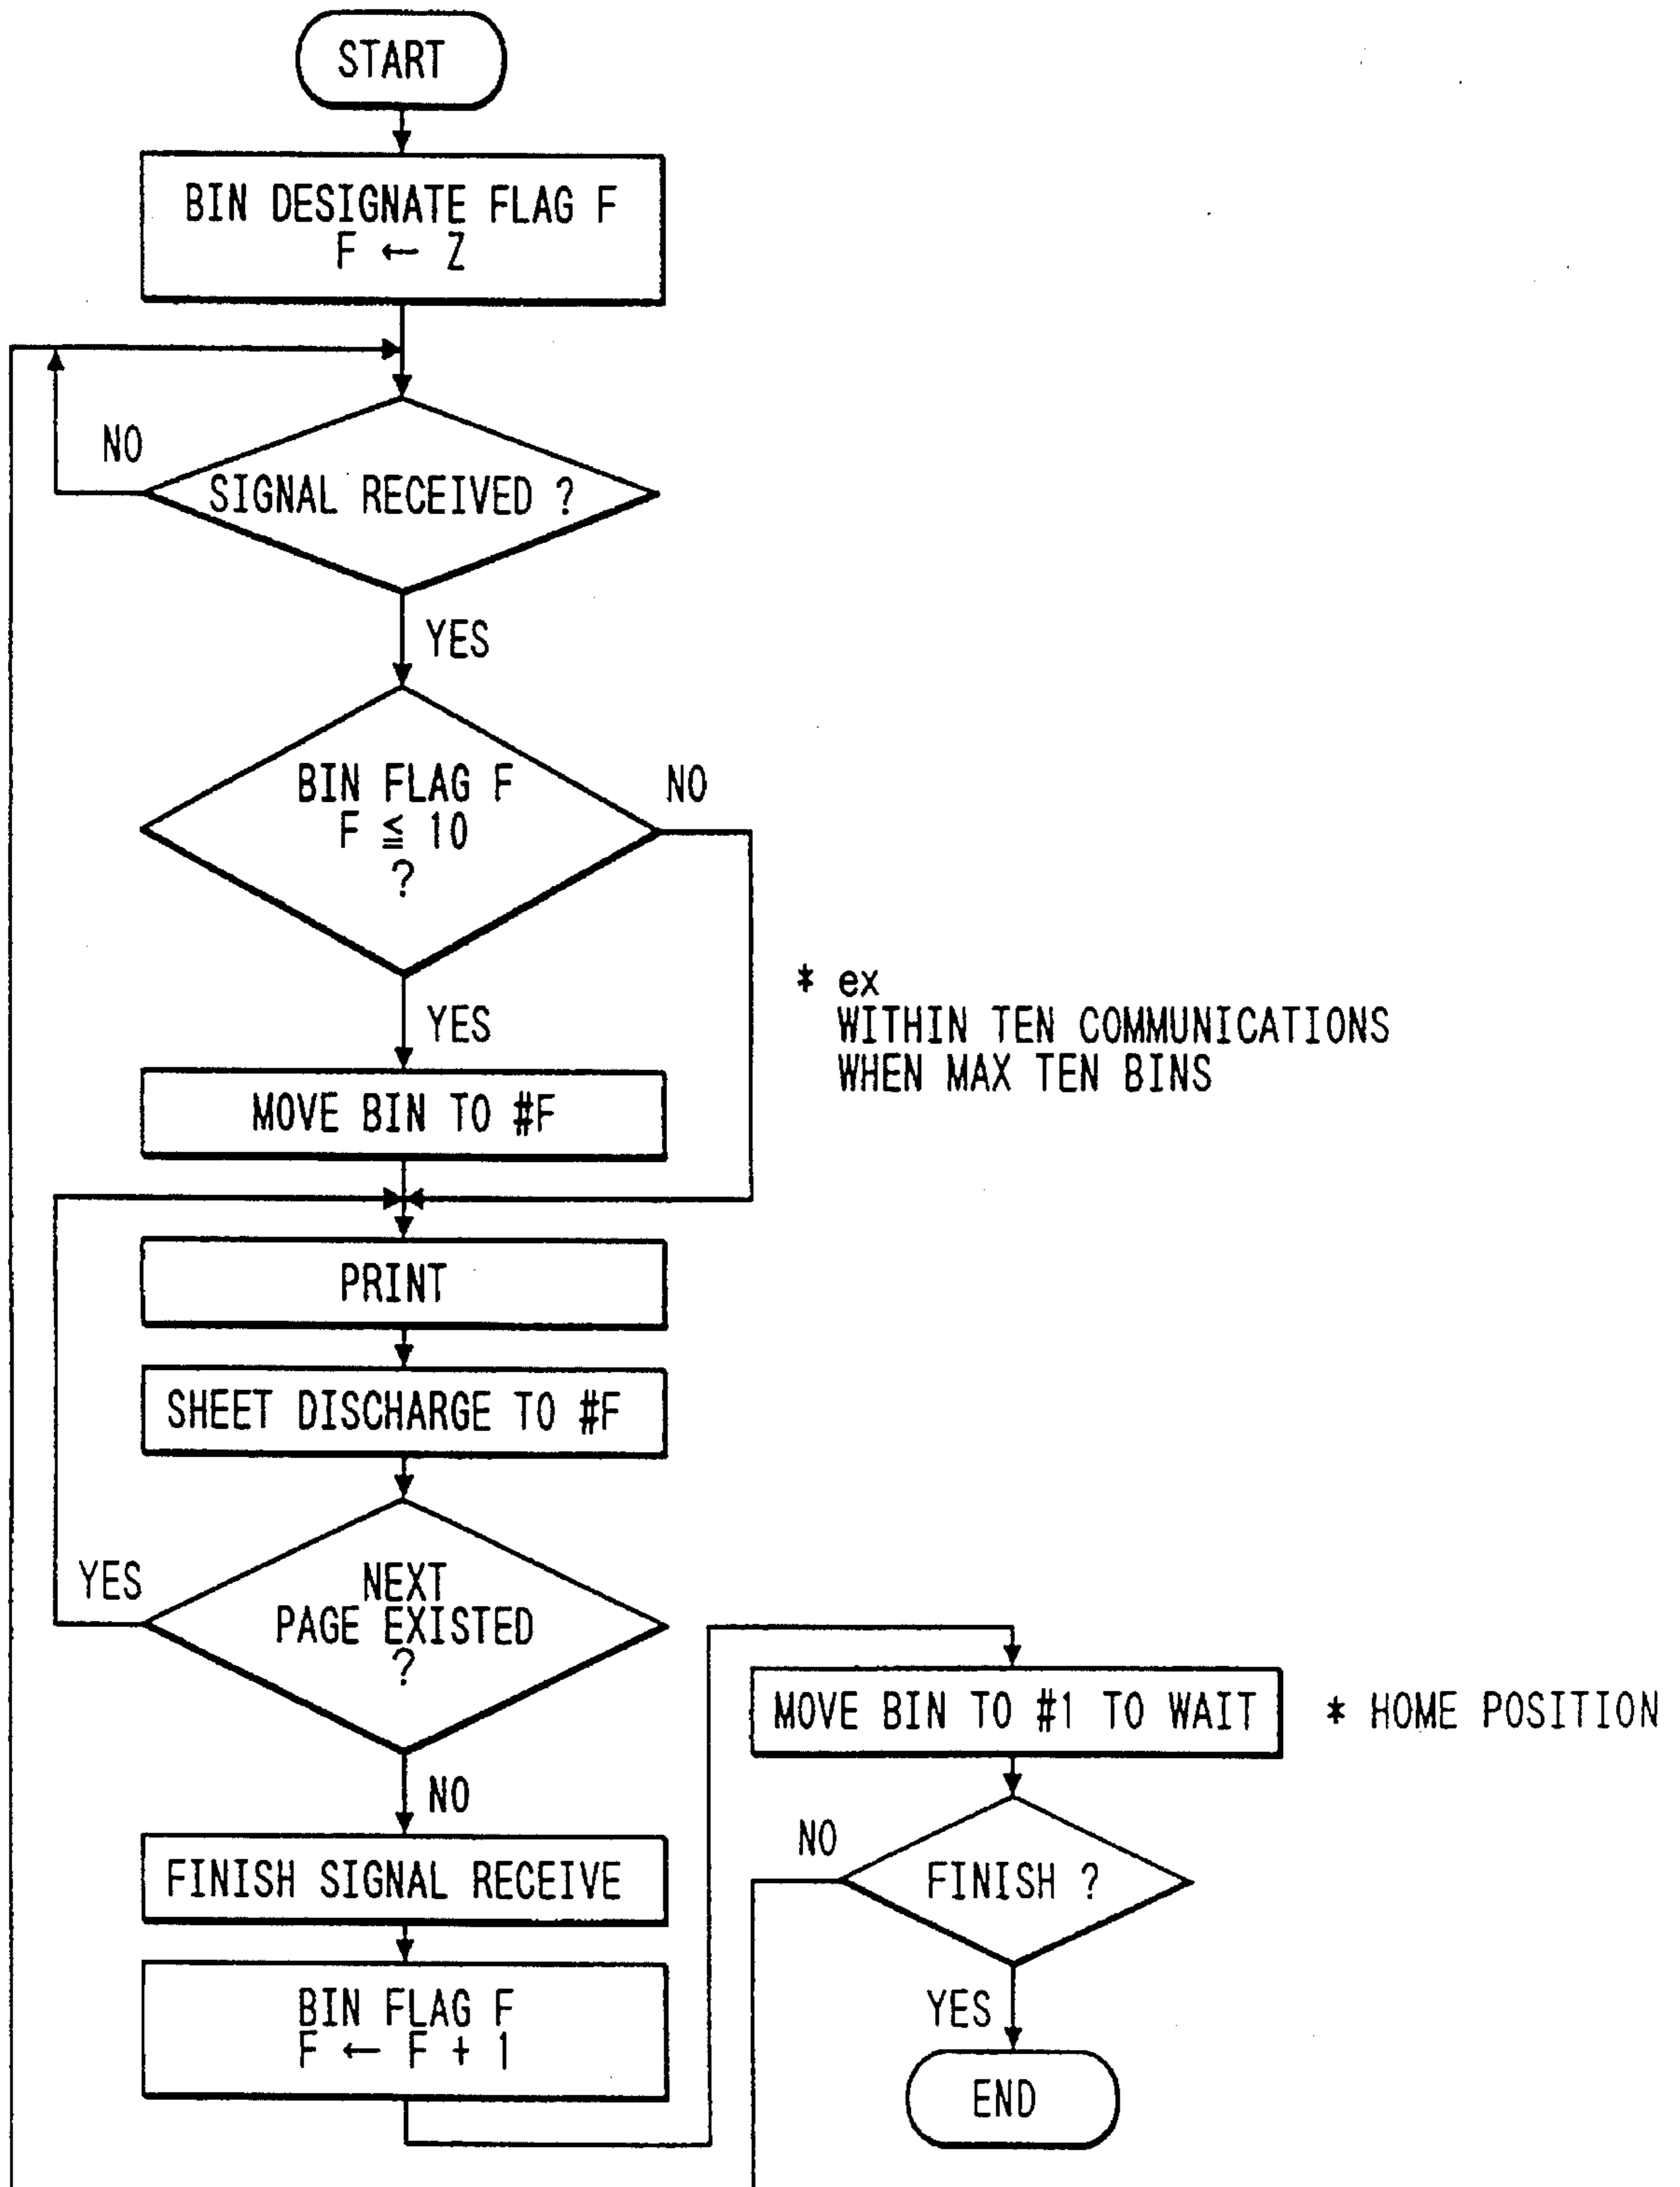 START
BIN DESIGNATE FLAG F
F ← Z
NO
SIGNAL RECEIVED ?
YES
BIN FLAG F
F ≦ 10
?
NO
* ex
WITHIN TEN COMMUNICATIONS
WHEN MAX TEN BINS
YES
MOVE BIN TO #F
PRINT
SHEET DISCHARGE TO #F
YES
NEXT
PAGE EXISTED
?
NO
FINISH SIGNAL RECEIVE
BIN FLAG F
F ← F + 1
MOVE BIN TO #1 TO WAIT
* HOME POSITION
NO
FINISH ?
YES
END